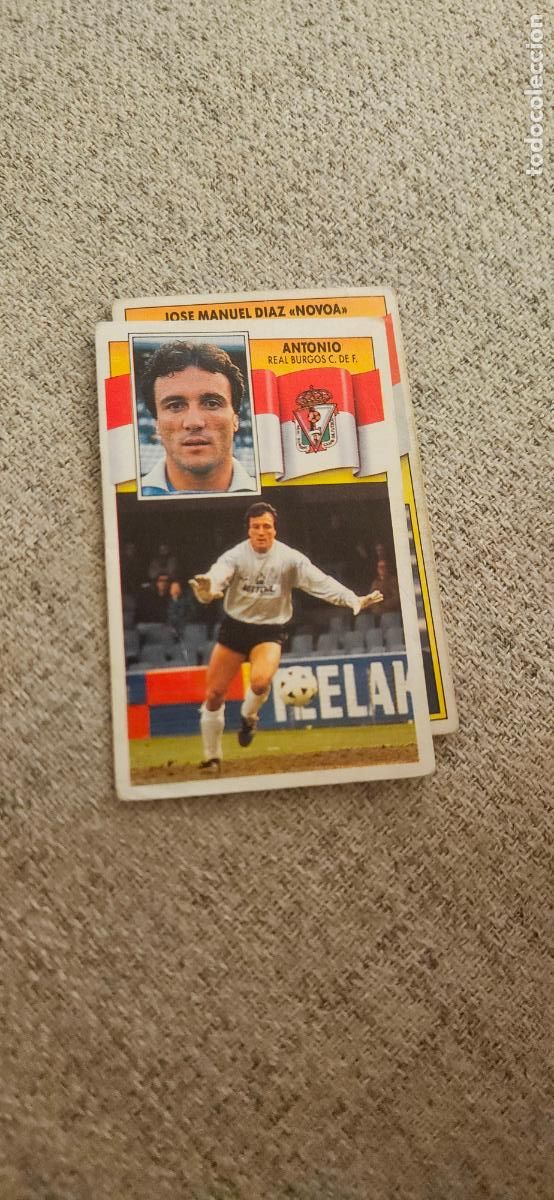 todocoleccion
JOSE MANUEL DIAZ «NOVOA»
ANTONIO
REAL BURGOS C. DE F.
ELAK